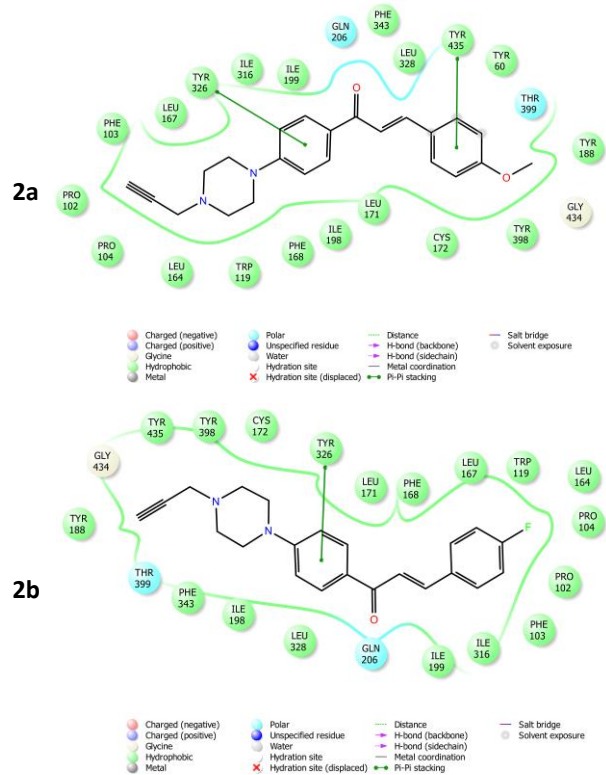 2a
GLN
206
PHE
343
LEU
328
TYR
435
TYR
60
THR
399
TYR
188
GLY
434
TYR
398
CYS
172
LEU
171
ILE
198
PHE
168
TRP
119
LEU
164
PRO
104
PRO
102
PHE
103
LEU
167
TYR
326
ILE
316
ILE
199
O
N
N
O
Charged (negative)
Charged (positive)
Glycine
Hydrophobic
Metal
Polar
Unspecified residue
Water
Hydration site
Hydration site (displaced)
Distance
H-bond (backbone)
H-bond (sidechain)
Metal coordination
Pi-Pi stacking
Salt bridge
Solvent exposure
2b
GLY
434
TYR
435
TYR
398
CYS
172
TYR
326
LEU
171
PHE
168
LEU
167
TRP
119
LEU
164
PRO
104
PRO
102
PHE
103
ILE
316
ILE
199
GLN
206
LEU
328
ILE
198
PHE
343
THR
399
TYR
188
N
N
O
F
Charged (negative)
Charged (positive)
Glycine
Hydrophobic
Metal
Polar
Unspecified residue
Water
Hydration site
Hydration site (displaced)
Distance
H-bond (backbone)
H-bond (sidechain)
Metal coordination
Pi-Pi stacking
Salt bridge
Solvent exposure